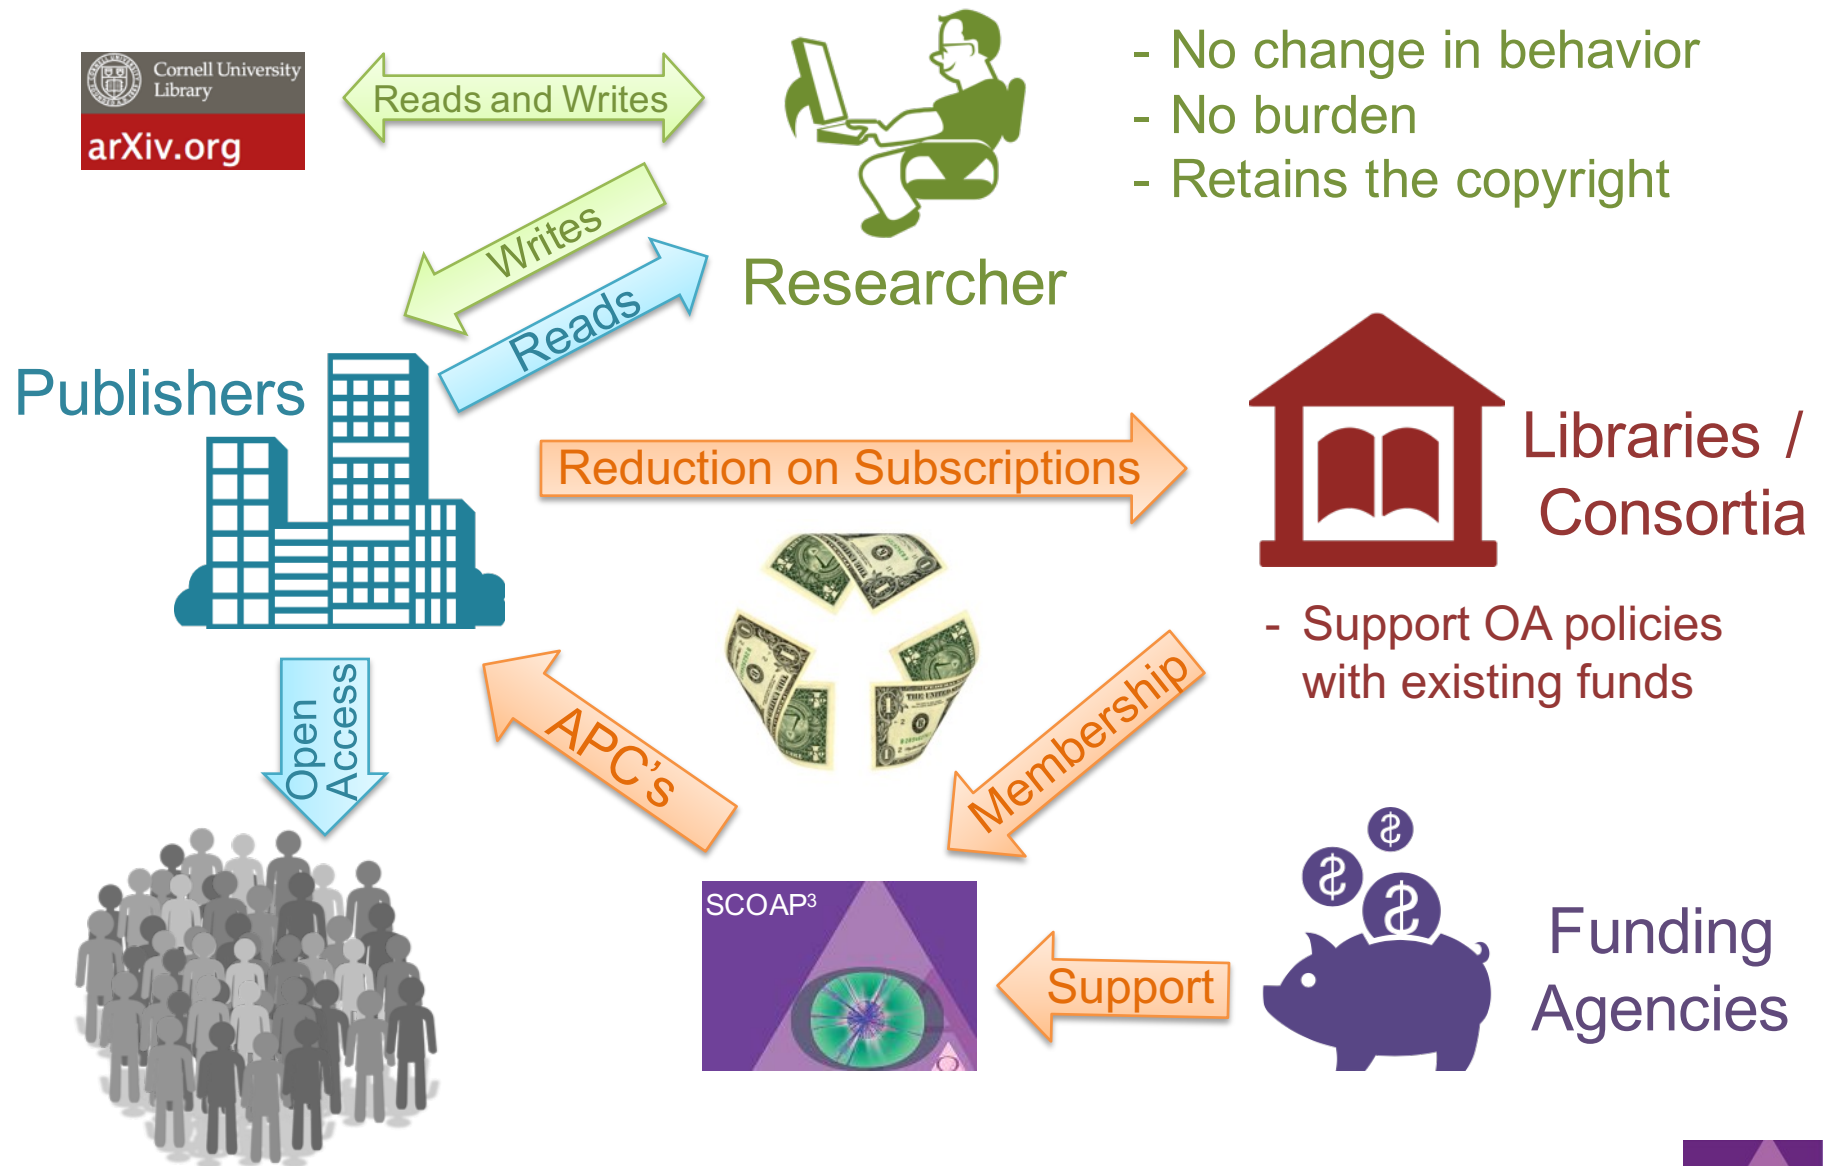 Cornell University
Library
arXiv.org
Reads and Writes
- No change in behavior
- No burden
- Retains the copyright
Writes
Reads
Researcher
Publishers
Reduction on Subscriptions
Libraries /
Consortia
- Support OA policies
with existing funds
Open
Access
APC's
Membership
SCOAP³
Support
Funding
Agencies